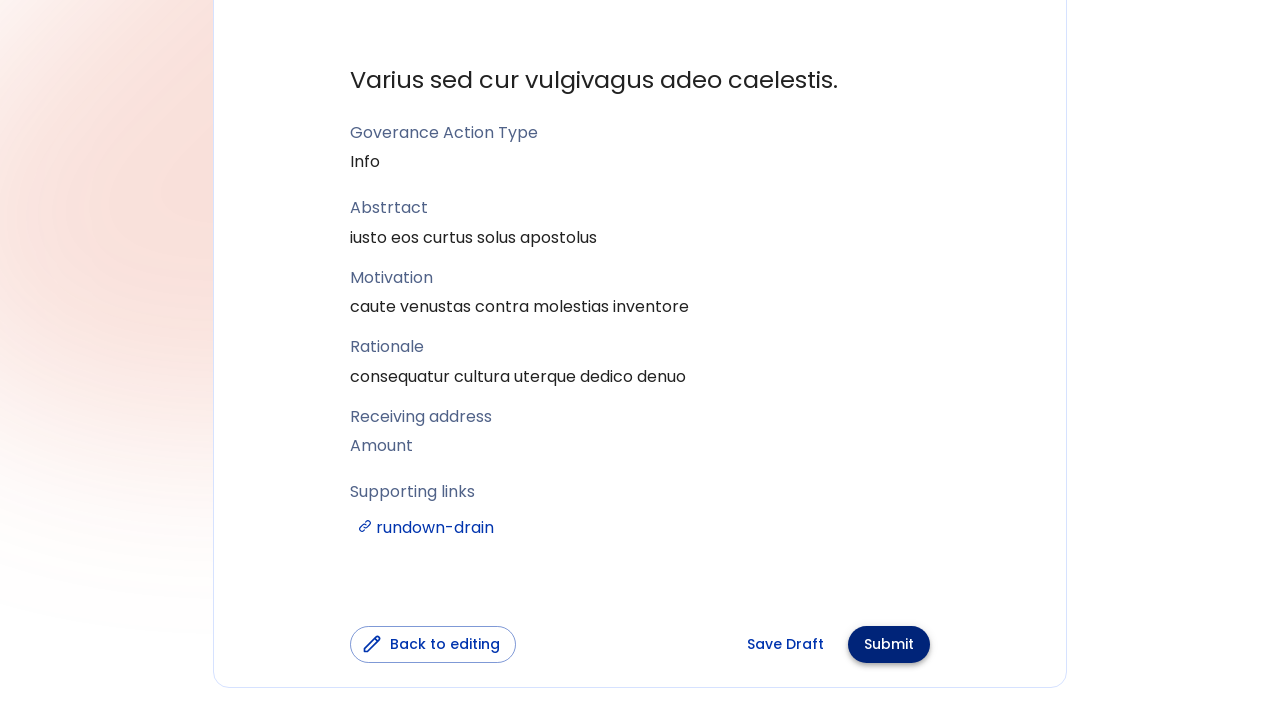 Varius sed cur vulgivagus adeo caelestis.
Goverance Action Type
Info
Abstrtact
iusto eos curtus solus apostolus
Motivation
caute venustas contra molestias inventore
Rationale
consequatur cultura uterque dedico denuo
Receiving address
Amount
Supporting links
rundown-drain
Back to editing
Save Draft
Submit